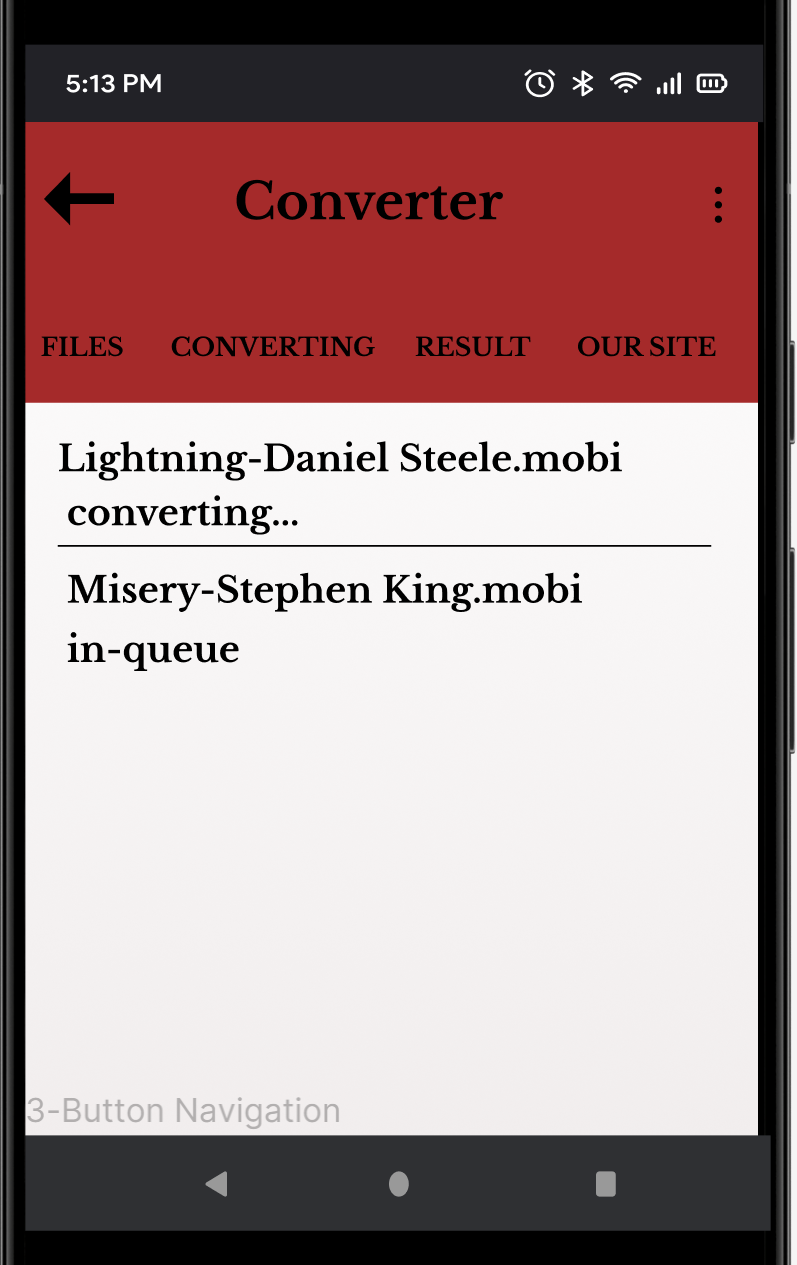 5:13 PM
Converter
FILES CONVERTING RESULT OUR SITE
Lightning-Daniel Steele.mobi
converting...
Misery-Stephen King.mobi
in-queue
3-Button Navigation